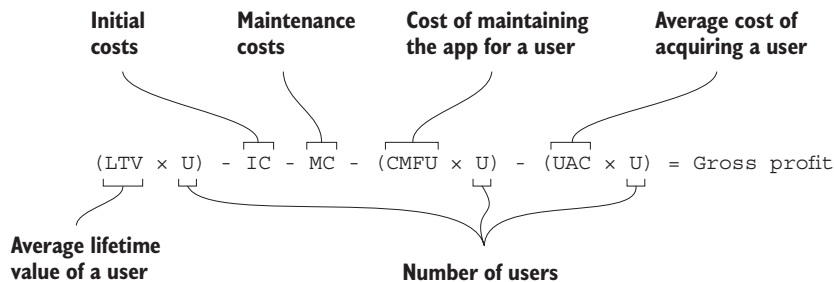 Initial
costs
Maintenance
costs
Cost of maintaining
the app for a user
Average cost of
acquiring a user
(LTV × U) - IC - MC - (CMFU × U) - (UAC × U) = Gross profit
Average lifetime
value of a user
Number of users